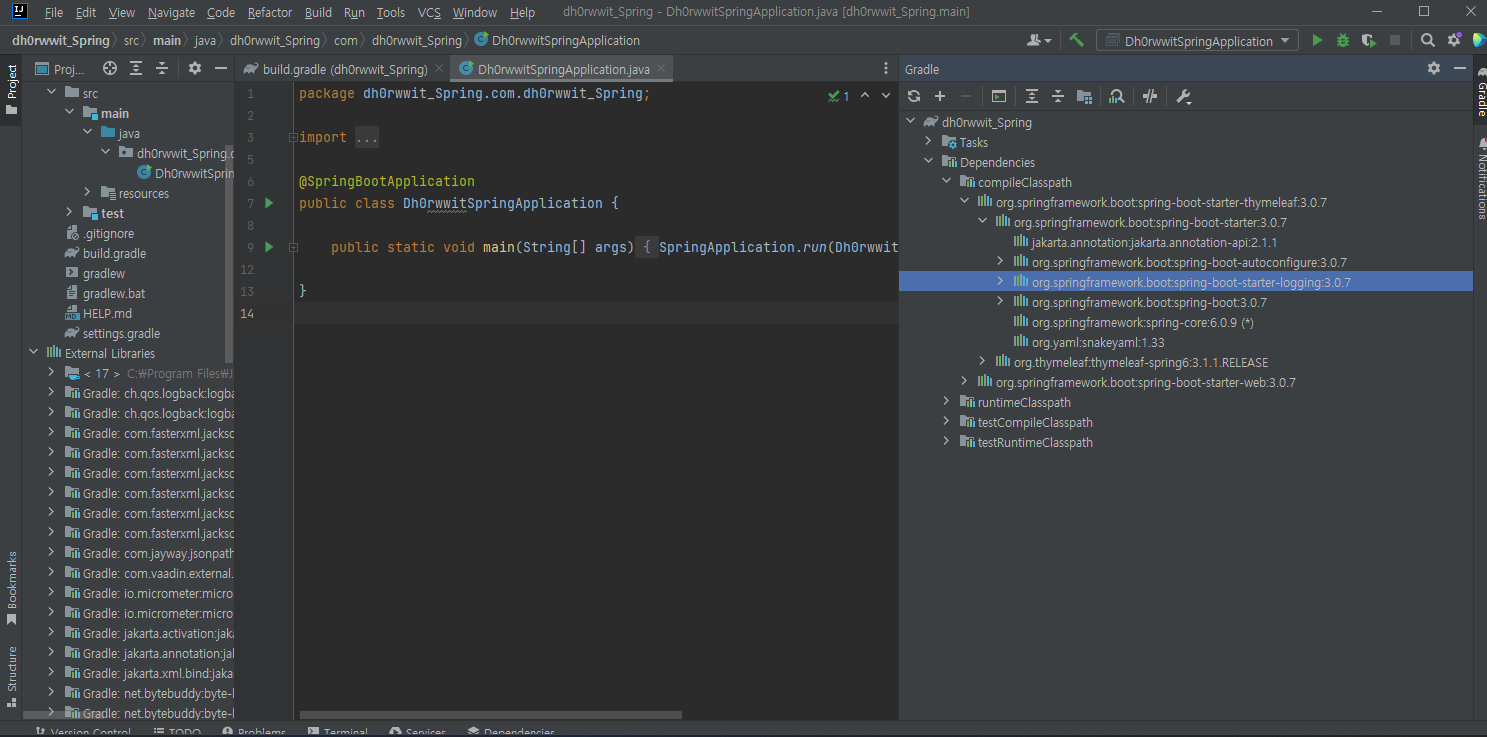 File Edit View Navigate Code Refactor Build Run Tools VCS Window Help dh0rwwit_Spring - Dh0rwwitSpringApplication.java [dh0rwwit_Spring.main]
dh0rwwit_Spring src main java dh0rwwit_Spring com dh0rwwit_Spring Dh0rwwitSpringApplication
Dh0rwwitSpringApplication
Project
Bookmarks
Structure
Proj...
src
main
java
dh0rwwit_Spring.c
Dh0rwwitSprin
resources
test
.gitignore
build.gradle
gradlew
gradlew.bat
HELP.md
settings.gradle
External Libraries
< 17 > C:₩Program Files₩J
Gradle: ch.qos.logback:logba
Gradle: ch.qos.logback:logba
Gradle: com.fasterxml.jackso
Gradle: com.fasterxml.jackso
Gradle: com.fasterxml.jackso
Gradle: com.fasterxml.jackso
Gradle: com.fasterxml.jackso
Gradle: com.fasterxml.jackso
Gradle: com.jayway.jsonpath
Gradle: com.vaadin.external.
Gradle: io.micrometer:micro
Gradle: io.micrometer:micro
Gradle: jakarta.activation:jaka
Gradle: jakarta.annotation:jal
Gradle: jakarta.xml.bind:jaka
Gradle: net.bytebuddy:byte-l
Gradle: net.bytebuddy:byte-l
build.gradle (dh0rwwit_Spring) Dh0rwwitSpringApplication.java
1 package dh0rwwit_Spring.com.dh0rwwit_Spring; 1
2
3 import ...
5
6 @SpringBootApplication
7 public class Dh0rwwitSpringApplication {
8
9 public static void main(String[] args) { SpringApplication.run(Dh0rwwit
12
13 }
14
Gradle
dh0rwwit_Spring
Tasks
Dependencies
compileClasspath
org.springframework.boot:spring-boot-starter-thymeleaf:3.0.7
org.springframework.boot:spring-boot-starter:3.0.7
jakarta.annotation:jakarta.annotation-api:2.1.1
org.springframework.boot:spring-boot-autoconfigure:3.0.7
org.springframework.boot:spring-boot-starter-logging:3.0.7
org.springframework.boot:spring-boot:3.0.7
org.springframework:spring-core:6.0.9 (*)
org.yaml:snakeyaml:1.33
org.thymeleaf:thymeleaf-spring6:3.1.1.RELEASE
org.springframework.boot:spring-boot-starter-web:3.0.7
runtimeClasspath
testCompileClasspath
testRuntimeClasspath
Gradle
Notifications
Version Control TODO Problems Terminal Services Dependencies